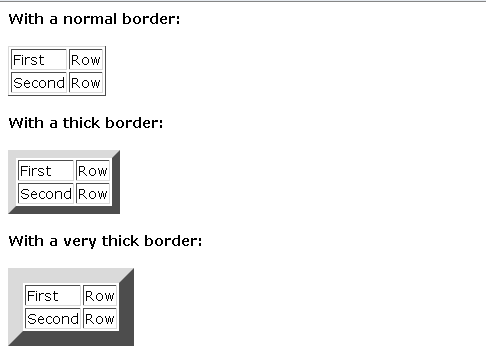 With a normal border:
First Row
Second Row
With a thick border:
First Row
Second Row
With a very thick border:
First Row
Second Row